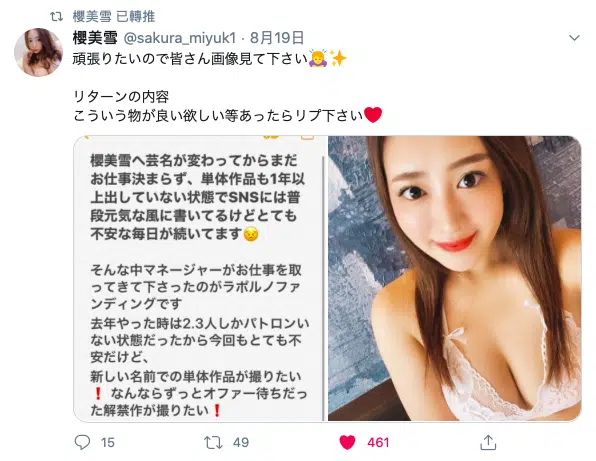 櫻美雪 已轉推
櫻美雪 @sakura_miyuk1 · 8月19日
頑張りたいので皆さん画像見て下さい🙇‍♀️✨
リターンの内容
こういう物が良い欲しい等あったらリプ下さい❤️
櫻美雪へ芸名が変わってからまだ
お仕事決まらず、単体作品も1年以
上出していない状態でSNSには普
段元気な風に書いてるけどとても
不安な毎日が続いてます😣
そんな中マネージャーがお仕事を取
ってきて下さったのがラポルノファ
ンディングです
去年やった時は2.3人しかパトロンい
ない状態だったから今回もとても不
安だけど、
新しい名前での単体作品が撮りたい
❗ なんならずっとオファー待ちだっ
た解禁作が撮りたい❗
15
49
461